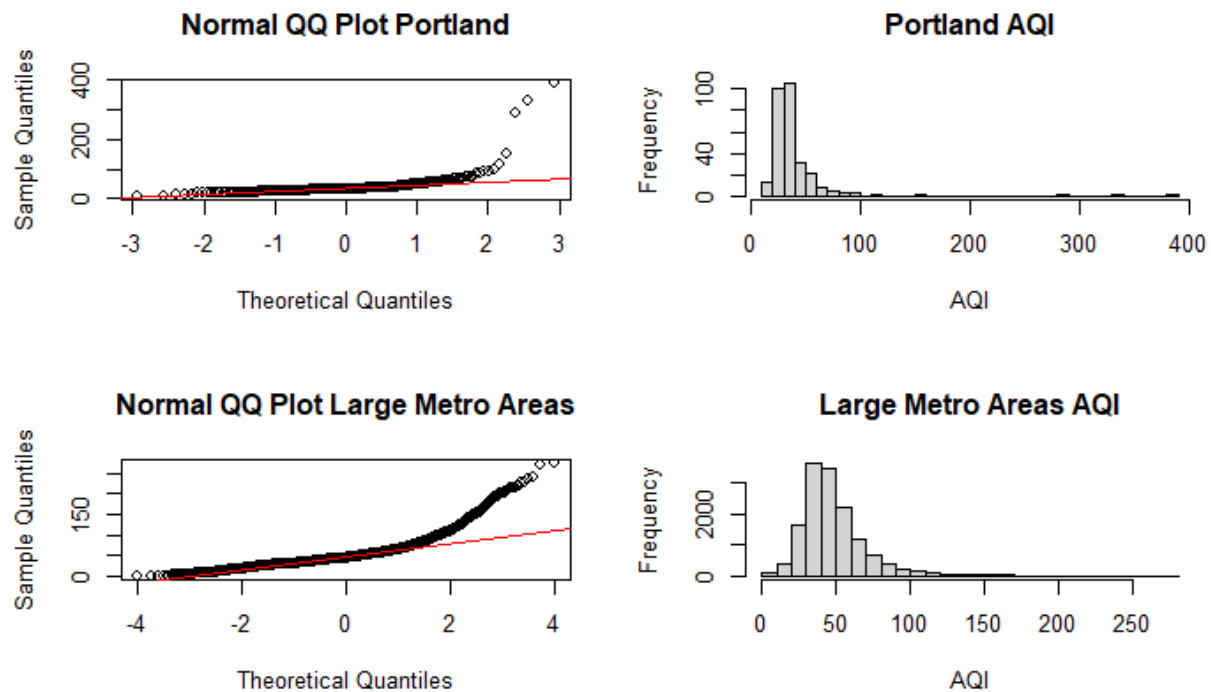 Normal QQ Plot Portland
Sample Quantiles
400
200
0
-3 -2 -1 0 1 2 3
Theoretical Quantiles
Portland AQI
Frequency
100
40
0
0 100 200 300 400
AQI
Normal QQ Plot Large Metro Areas
Sample Quantiles
150
0
-4 -2 0 2 4
Theoretical Quantiles
Large Metro Areas AQI
Frequency
2000
0
0 50 100 150 200 250
AQI